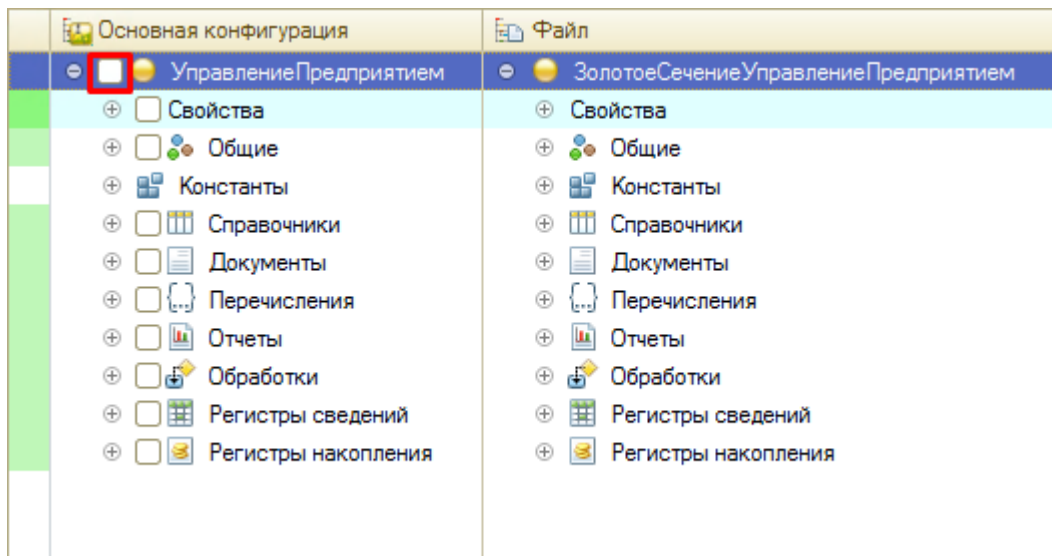 Основная конфигурация Файл
УправлениеПредприятием ЗолотоеСечениеУправлениеПредприятием
Свойства Свойства
Общие Общие
Константы Константы
Справочники Справочники
Документы Документы
Перечисления Перечисления
Отчеты Отчеты
Обработки Обработки
Регистры сведений Регистры сведений
Регистры накопления Регистры накопления